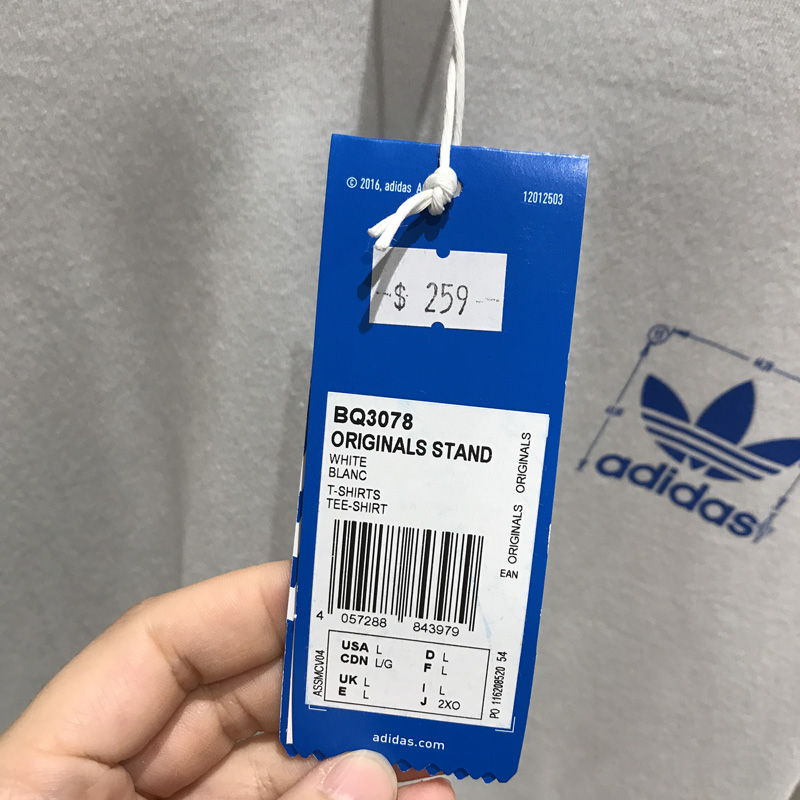 © 2016, adidas
12012503
--$ 259--
BQ3078
ORIGINALS STAND
WHITE
BLANC
T-SHIRTS
TEE-SHIRT
ORIGINALS ORIGINALS
EAN
4 057288 843979
USA L D L
CDN L/G F L
UK L I L
E L J 2XO
ASSMCV04
PO 116208520 54
adidas.com
adidas